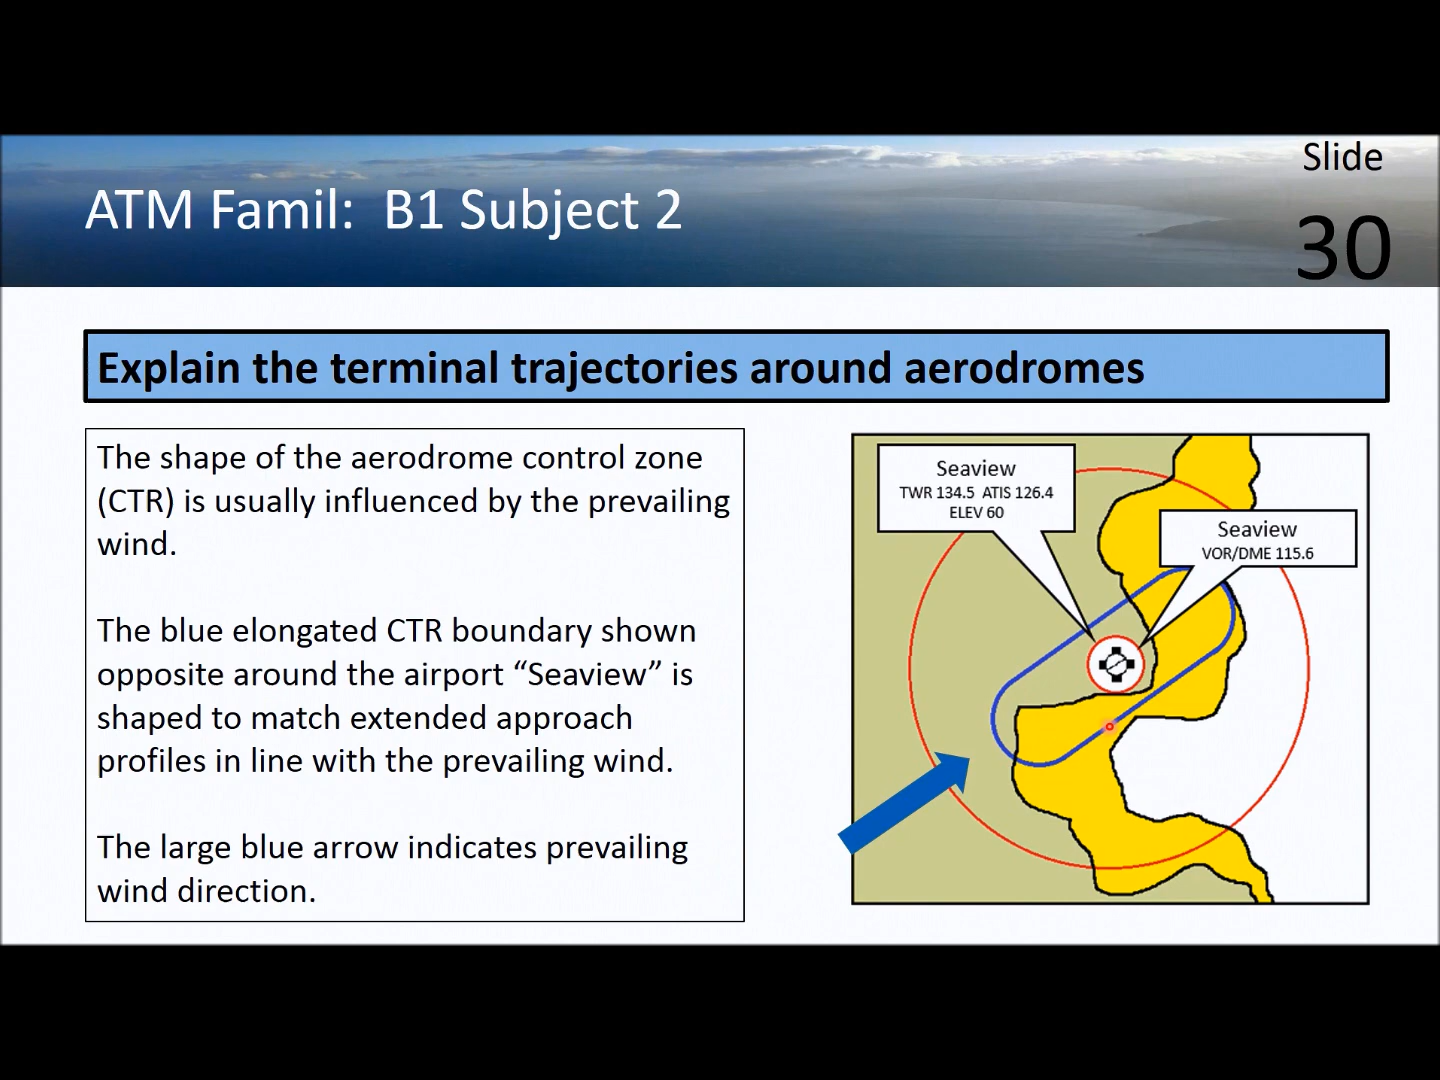 Slide
30
ATM Famil:  B1 Subject 2
Explain the terminal trajectories around aerodromes
The shape of the aerodrome control zone
(CTR) is usually influenced by the prevailing
wind.
The blue elongated CTR boundary shown
opposite around the airport “Seaview” is
shaped to match extended approach
profiles in line with the prevailing wind.
The large blue arrow indicates prevailing
wind direction.
Seaview
TWR 134.5  ATIS 126.4
ELEV 60
Seaview
VOR/DME 115.6